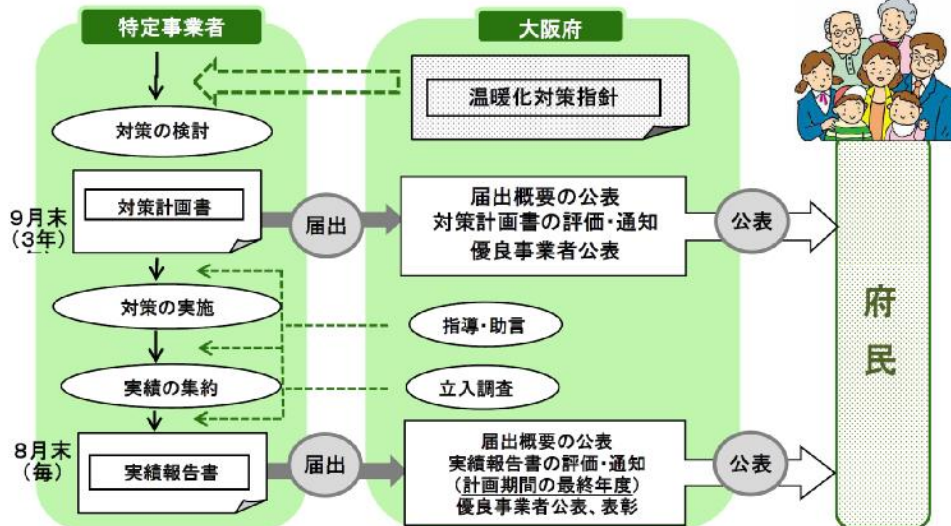 特定事業者
大阪府
温暖化対策指針
対策の検討
9月末
(3年)
対策計画書
届出
届出概要の公表
対策計画書の評価・通知
優良事業者公表
公表
対策の実施
指導・助言
実績の集約
立入調査
8月末
(毎)
実績報告書
届出
届出概要の公表
実績報告書の評価・通知
(計画期間の最終年度)
優良事業者公表、表彰
公表
府民